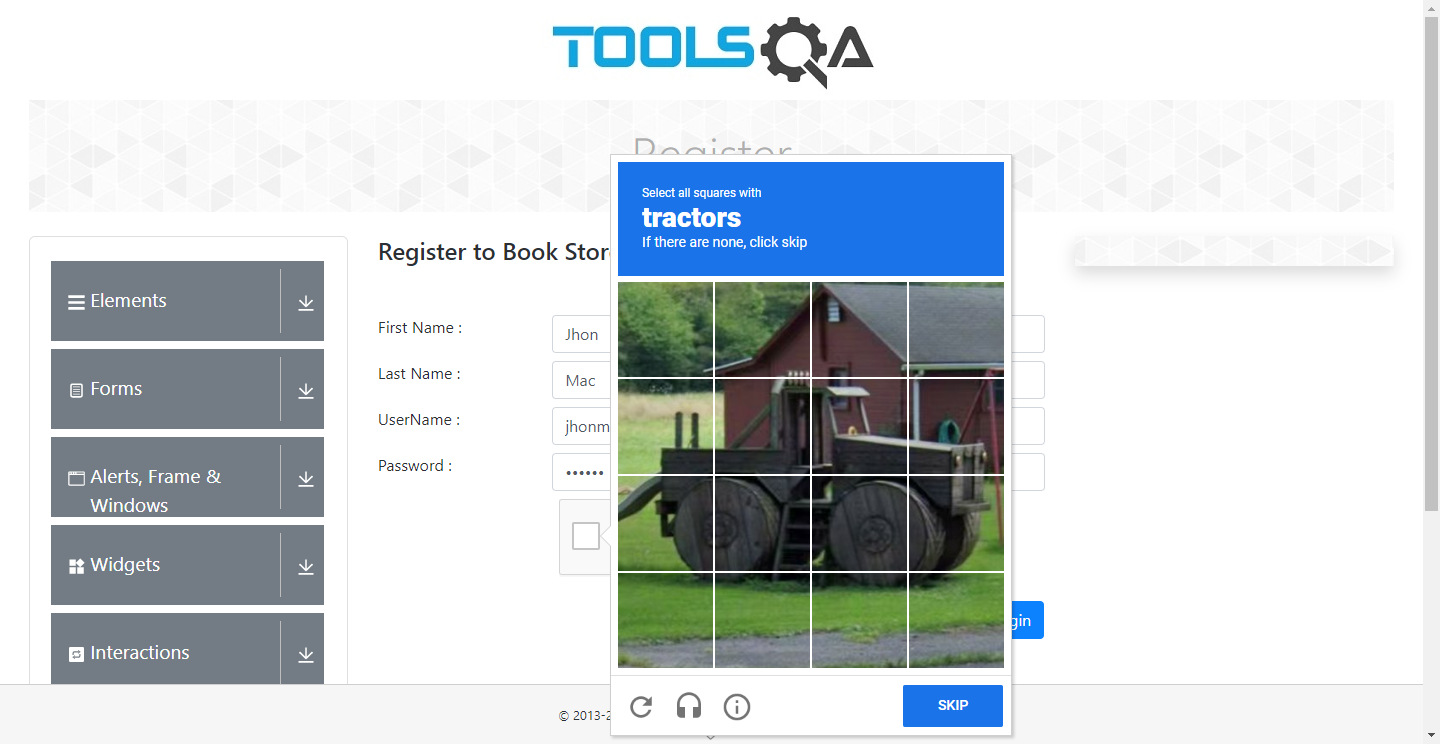 TOOLSQA
Register
Select all squares with
tractors
If there are none, click skip
Elements
Forms
Alerts, Frame &
Windows
Widgets
Interactions
Register to Book Stor
First Name :
Jhon
Last Name :
Mac
UserName :
jhonm
Password :
••••••
gin
SKIP
© 2013-2